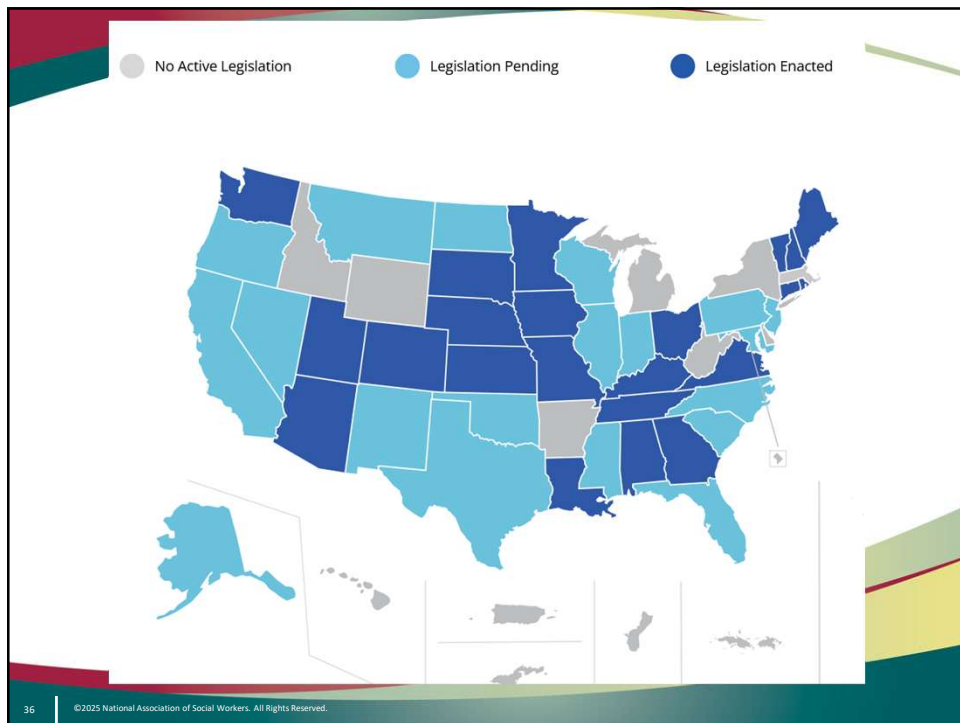 No Active Legislation
Legislation Pending
Legislation Enacted
36
©2025 National Association of Social Workers. All Rights Reserved.